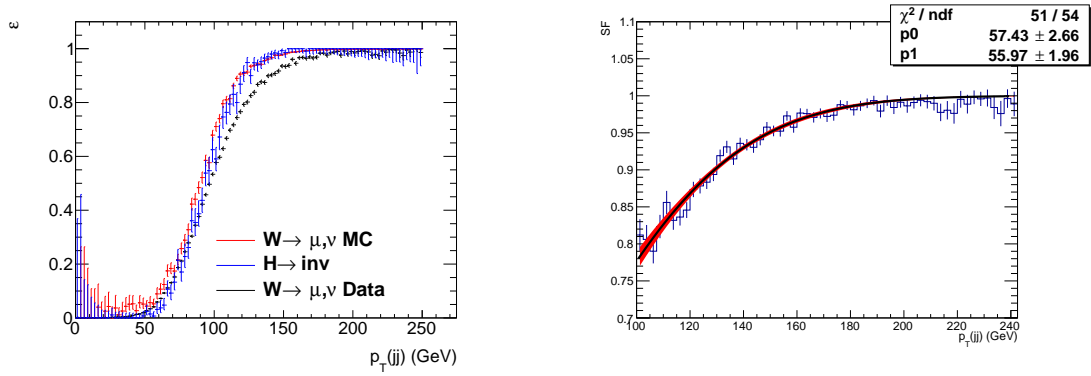 ε
1
0.8
0.6
0.4
0.2
0
0 50 100 150 200 250
p_T(jj) (GeV)
W→ μ,ν MC
H→ inv
W→ μ,ν Data
χ² / ndf 51 / 54
p0 57.43 ± 2.66
p1 55.97 ± 1.96
SF
1.1
1.05
1
0.95
0.9
0.85
0.8
0.75
0.7
100 120 140 160 180 200 220 240
p_T(jj) (GeV)